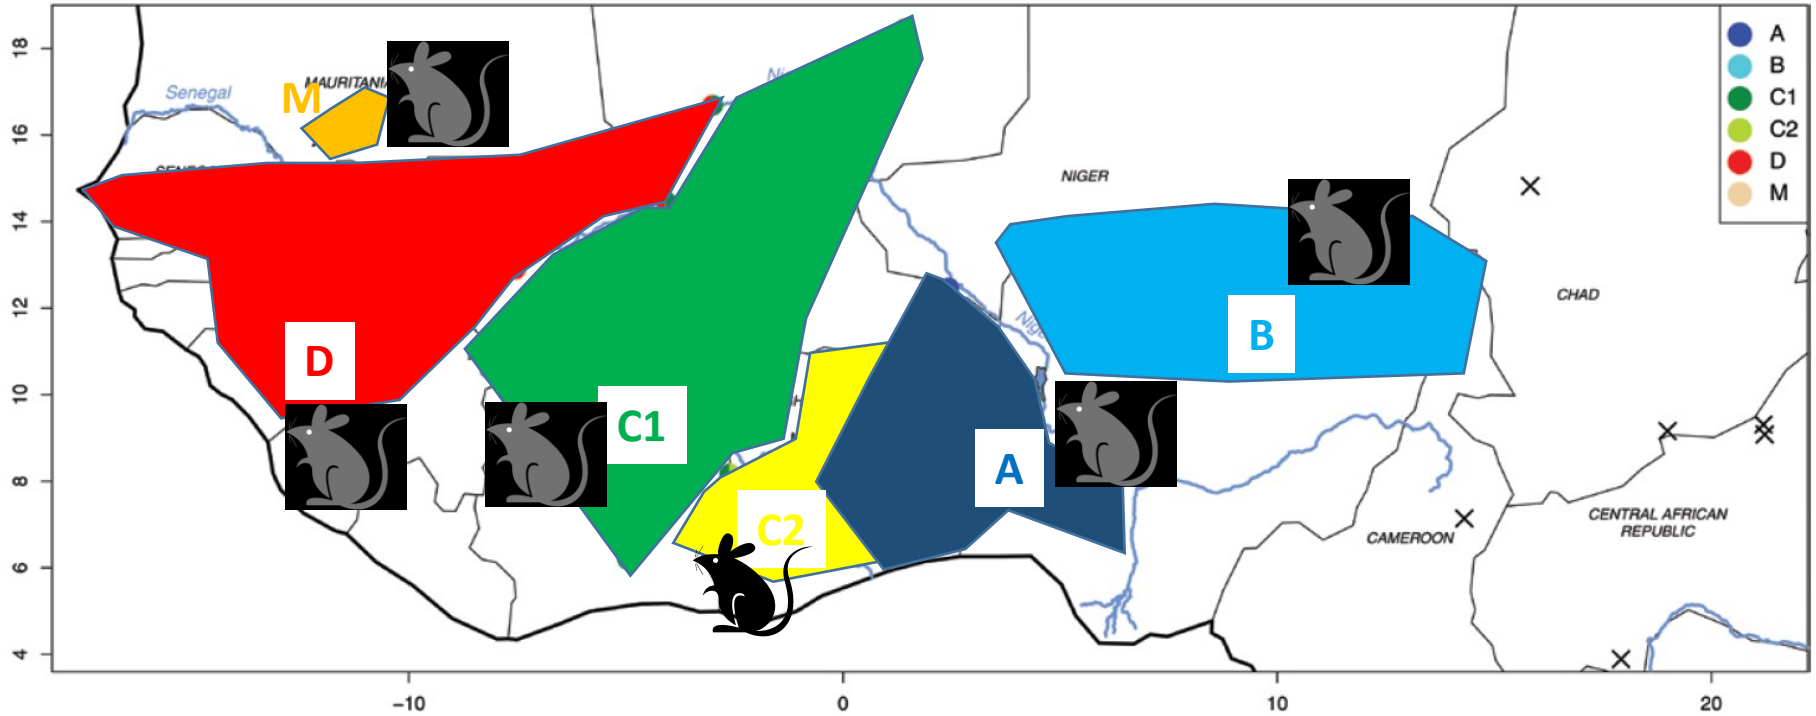 18
16
14
12
10
8
6
4
-10
0
10
20
Senegal
MAURITANIA
M
NIGER
CHAD
CAMEROON
CENTRAL AFRICAN
REPUBLIC
D
C1
C2
A
B
A
B
C1
C2
D
M